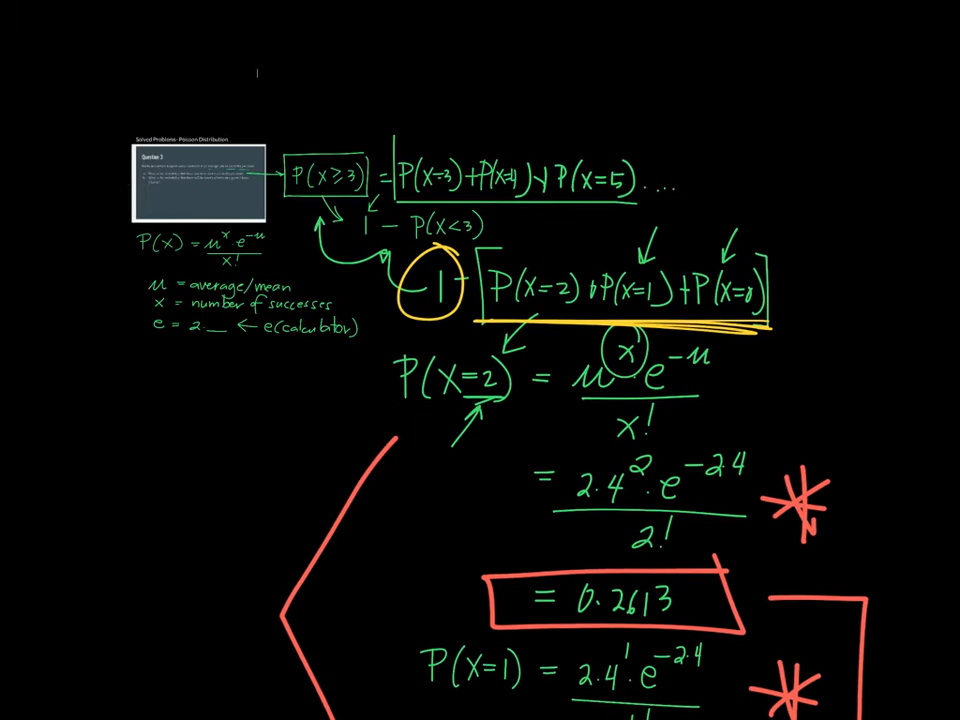 Solved Problems - Poisson Distribution
Question 3
P(x≥3) = P(x=3)+P(x=4)+P(x=5)....
1 - P(x<3)
P(x) = μ^x·e^-μ / x!
μ = average/mean
x = number of successes
e = 2.__ ← e(calculator)
1 - [P(x=2)+P(x=1)+P(x=0)]
P(x=2) = μ^x·e^-μ / x!
= 2.4^2·e^-2.4 / 2!
= 0.2613
P(x=1) = 2.4^1·e^-2.4